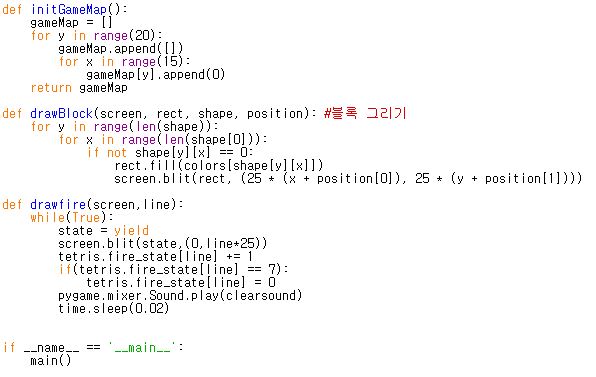 def initGameMap():
    gameMap = []
    for y in range(20):
        gameMap.append([])
        for x in range(15):
            gameMap[y].append(0)
    return gameMap

def drawBlock(screen, rect, shape, position): #블록 그리기
    for y in range(len(shape)):
        for x in range(len(shape[0])):
            if not shape[y][x] == 0:
                rect.fill(colors[shape[y][x]])
                screen.blit(rect, (25 * (x + position[0]), 25 * (y + position[1])))

def drawfire(screen,line):
    while(True):
        state = yield
        screen.blit(state,(0,line*25))
        tetris.fire_state[line] += 1
        if(tetris.fire_state[line] == 7):
            tetris.fire_state[line] = 0
        pygame.mixer.Sound.play(clearsound)
        time.sleep(0.02)


if __name__ == '__main__':
    main()